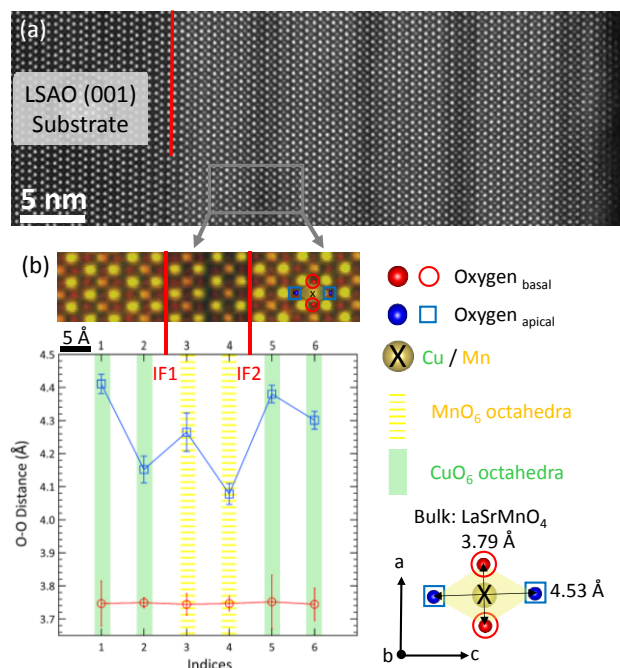 (a)
LSAO (001)
Substrate
5 nm
(b)
5 Å
1 2 3 4 5 6
IF1 IF2
4.5
4.4
4.3
4.2
4.1
4.0
3.9
3.8
3.7
O-O Distance (Å)
1 2 3 4 5 6
Indices
X
Oxygen basal
Oxygen apical
X Cu / Mn
MnO₆ octahedra
CuO₆ octahedra
Bulk: LaSrMnO₄
3.79 Å
a
X
4.53 Å
b c